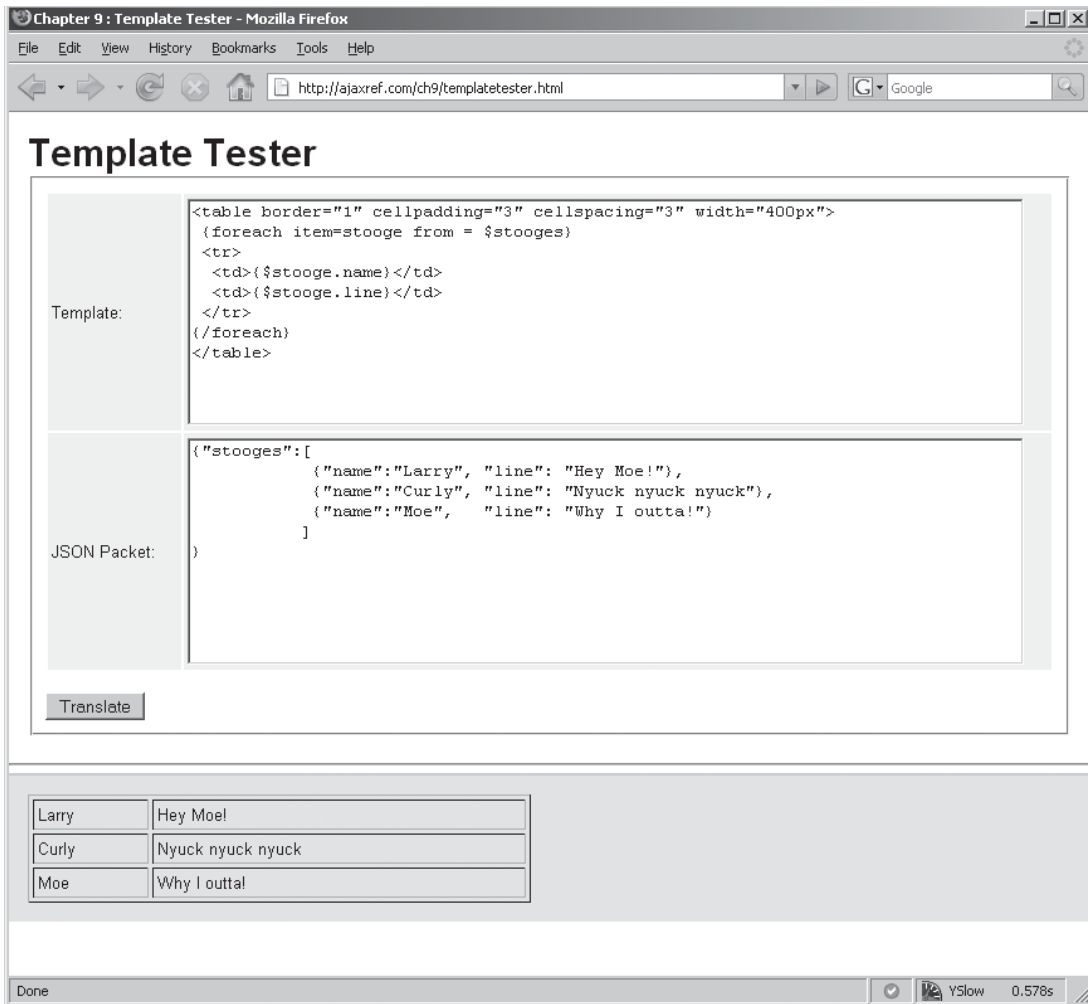 Chapter 9 : Template Tester - Mozilla Firefox
File Edit View History Bookmarks Tools Help
http://ajaxref.com/ch9/templatetester.html G Google
Template Tester
Template:
<table border="1" cellpadding="3" cellspacing="3" width="400px">
 {foreach item=stooge from = $stooges}
 <tr>
  <td>{$stooge.name}</td>
  <td>{$stooge.line}</td>
 </tr>
{/foreach}
</table>
JSON Packet:
{"stooges":[
            {"name":"Larry", "line": "Hey Moe!"},
            {"name":"Curly", "line": "Nyuck nyuck nyuck"},
            {"name":"Moe",   "line": "Why I outta!"}
           ]
}
Translate
Larry Hey Moe!
Curly Nyuck nyuck nyuck
Moe Why I outta!
Done YSlow 0.578s